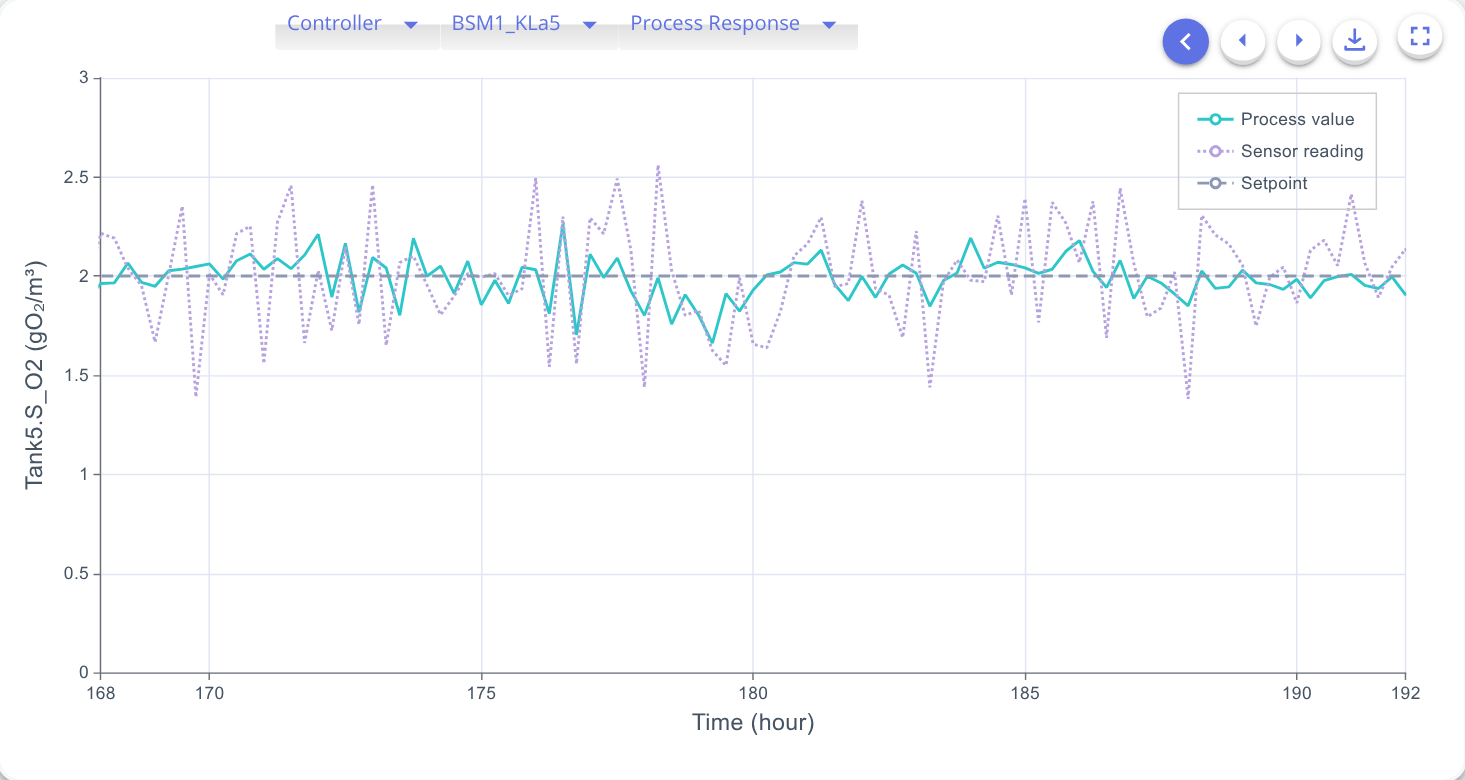 Controller BSM1_KLa5 Process Response
Process value
Sensor reading
Setpoint
3
2.5
2
1.5
1
0.5
0
Tank5.S_O2 (gO₂/m³)
168 170 175 180 185 190 192
Time (hour)